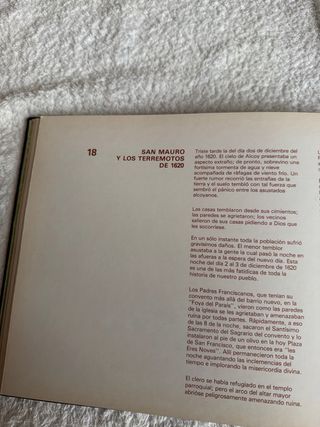 18
SAN MAURO
Y LOS TERREMOTOS
DE 1620
Triste tarde la del día dos de diciembre del
año 1620. El cielo de Alcoy presentaba un
aspecto extraño; de pronto, sobrevino una
fortísima tormenta de agua y nieve
acompañada de ráfagas de viento frío. Un
fuerte rumor recorrió las entrañas de la
tierra y el suelo tembló con tal fuerza que
sembró el pánico entre los asustados
alcoyanos.
Las casas temblaron desde sus cimientos;
las paredes se agrietaron; los vecinos
salieron de sus casas pidiendo a Dios que
les socorriese.
En un sólo instante toda la población sufrió
gravísimos daños. El menor temblor
asustaba a la gente la cual pasó la noche en
las afueras a la espera del nuevo día. Esta
noche del día 2 al 3 de diciembre de 1620
es una de las más fatídicas de toda la
historia de nuestro pueblo.
Los Padres Franciscanos, que tenían su
convento más allá del barrio nuevo, en la
"Foya del Parais", vieron como las paredes
de la iglesia se les agrietaban y amenazaban
ruina por todas partes. Rápidamente, a eso
de las 8 de la noche, sacaron el Santísimo
Sacramento del Sagrario del convento y lo
instalaron al pie de un olivo en la hoy Plaza
de San Francisco, que entonces era "les
Eres Noves". Allí permanecieron toda la
noche aguantando las inclemencias del
tiempo e implorando la misericordia divina.
El clero se había refugiado en el templo
parroquial; pero el arco del altar mayor
abrióse peligrosamente amenazando ruina.